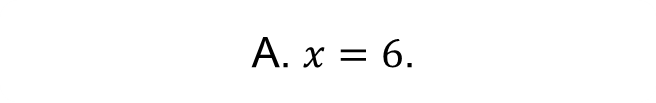 A. x = 6.